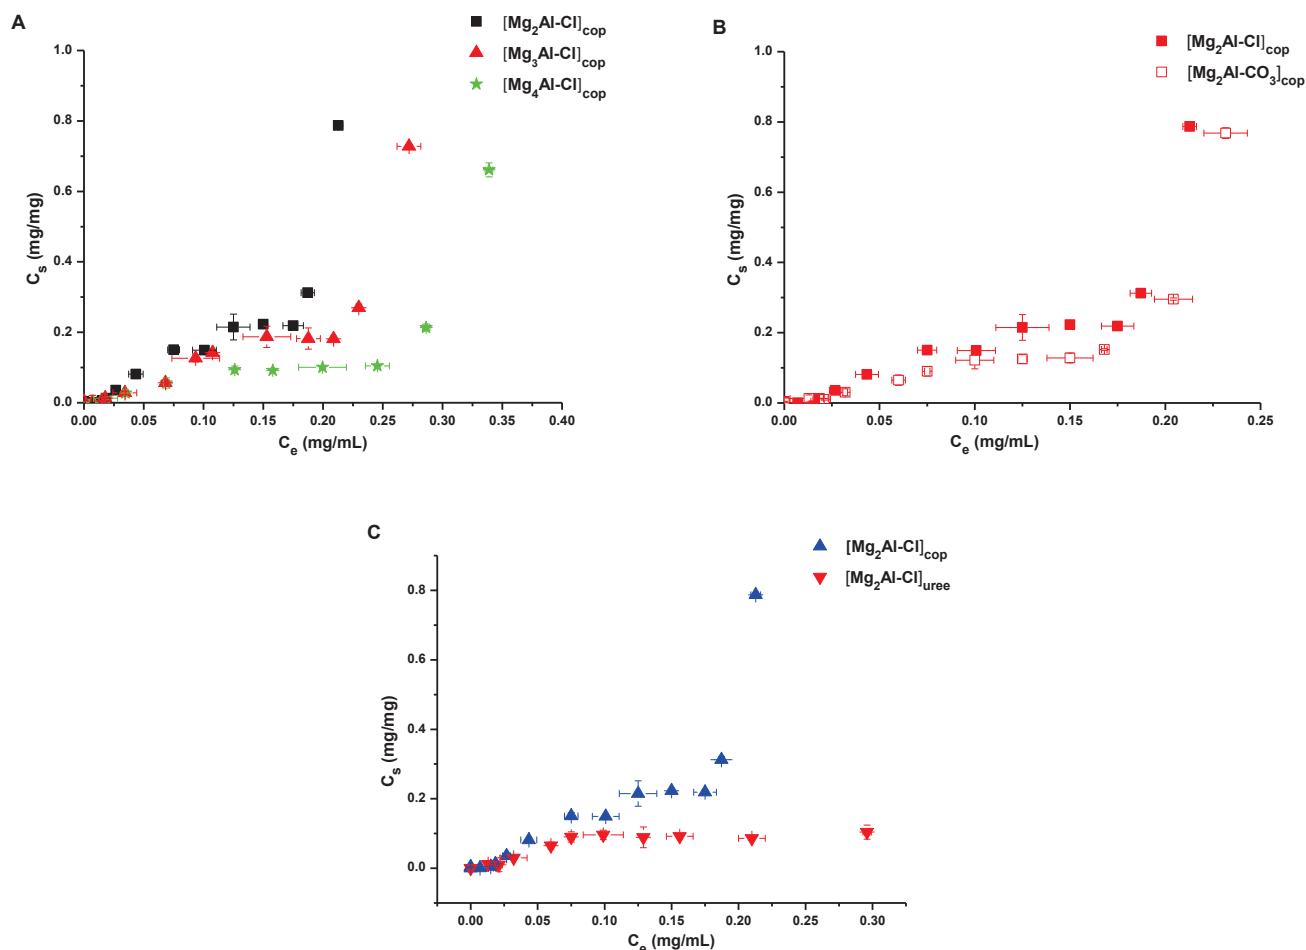 A
[Mg2Al-Cl]cop
[Mg3Al-Cl]cop
[Mg4Al-Cl]cop
1.0
0.8
0.6
0.4
0.2
0.0
Cs (mg/mg)
0.00 0.05 0.10 0.15 0.20 0.25 0.30 0.35 0.40
Ce (mg/mL)
B
[Mg2Al-Cl]cop
[Mg2Al-CO3]cop
1.0
0.8
0.6
0.4
0.2
0.0
Cs (mg/mg)
0.00 0.05 0.10 0.15 0.20 0.25
Ce (mg/mL)
C
[Mg2Al-Cl]cop
[Mg2Al-Cl]uree
0.8
0.6
0.4
0.2
0.0
Cs (mg/mg)
0.00 0.05 0.10 0.15 0.20 0.25 0.30
Ce (mg/mL)